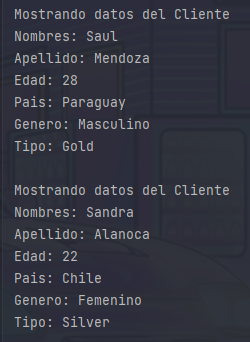 Mostrando datos del Cliente
Nombres: Saul
Apellido: Mendoza
Edad: 28
Pais: Paraguay
Genero: Masculino
Tipo: Gold
Mostrando datos del Cliente
Nombres: Sandra
Apellido: Alanoca
Edad: 22
Pais: Chile
Genero: Femenino
Tipo: Silver